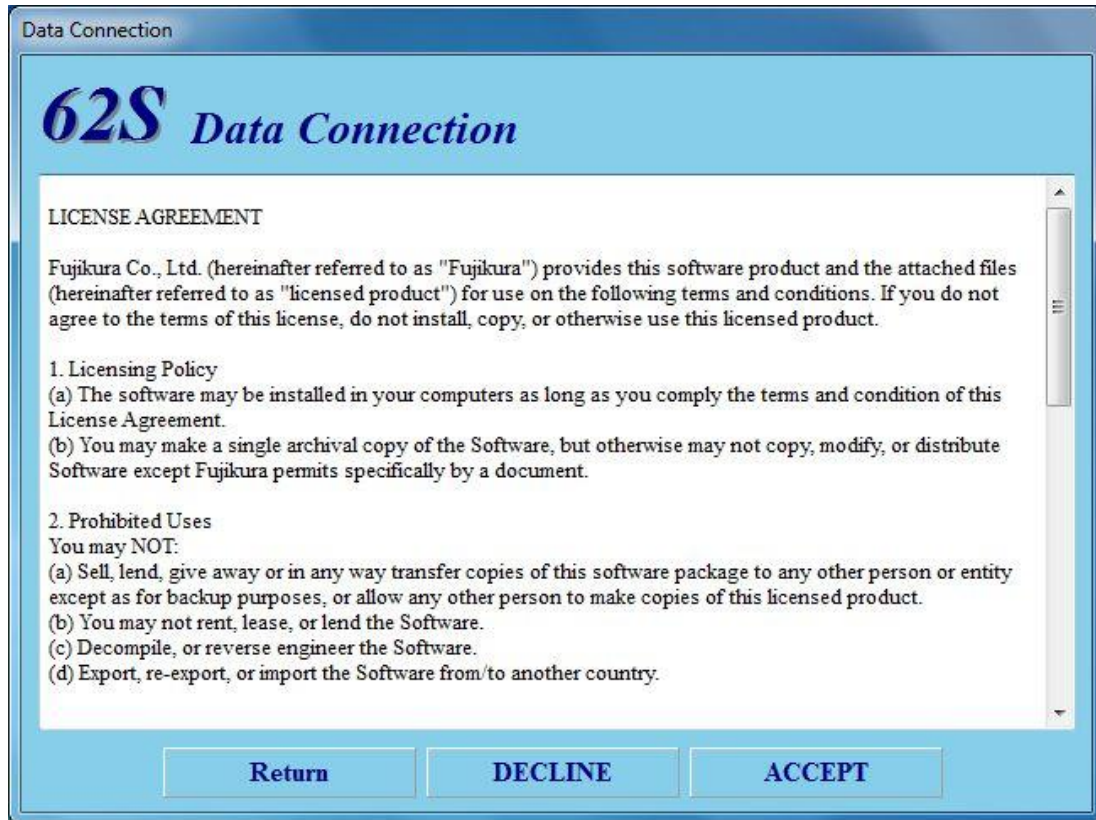 Data Connection
62S Data Connection
LICENSE AGREEMENT
Fujikura Co., Ltd. (hereinafter referred to as "Fujikura") provides this software product and the attached files
(hereinafter referred to as "licensed product") for use on the following terms and conditions. If you do not
agree to the terms of this license, do not install, copy, or otherwise use this licensed product.
1. Licensing Policy
(a) The software may be installed in your computers as long as you comply the terms and condition of this
License Agreement.
(b) You may make a single archival copy of the Software, but otherwise may not copy, modify, or distribute
Software except Fujikura permits specifically by a document.
2. Prohibited Uses
You may NOT:
(a) Sell, lend, give away or in any way transfer copies of this software package to any other person or entity
except as for backup purposes, or allow any other person to make copies of this licensed product.
(b) You may not rent, lease, or lend the Software.
(c) Decompile, or reverse engineer the Software.
(d) Export, re-export, or import the Software from/to another country.
Return DECLINE ACCEPT